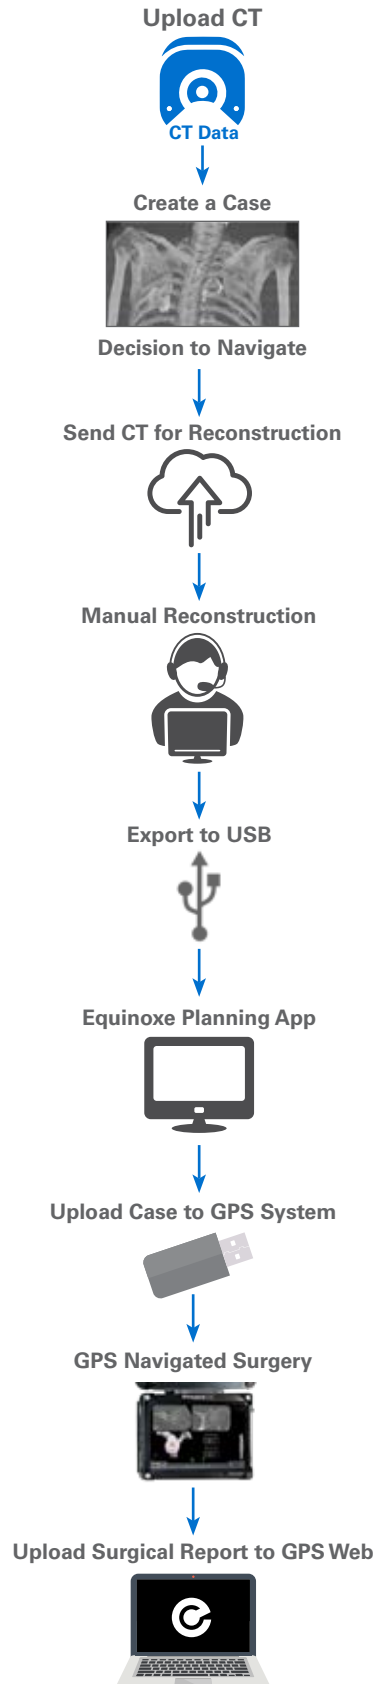 Upload CT
CT Data
Create a Case
Decision to Navigate
Send CT for Reconstruction
Manual Reconstruction
Export to USB
Equinoxe Planning App
Upload Case to GPS System
GPS Navigated Surgery
Upload Surgical Report to GPS Web